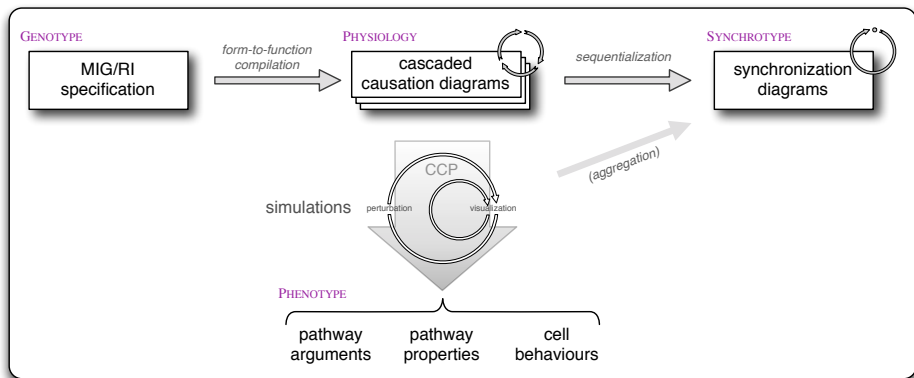 GENOTYPE
MIG/RI
specification
form-to-function
compilation
PHYSIOLOGY
cascaded
causation diagrams
sequentialization
SYNCHROTYPE
synchronization
diagrams
CCP
simulations
perturbation
visualization
(aggregation)
PHENOTYPE
pathway
arguments
pathway
properties
cell
behaviours